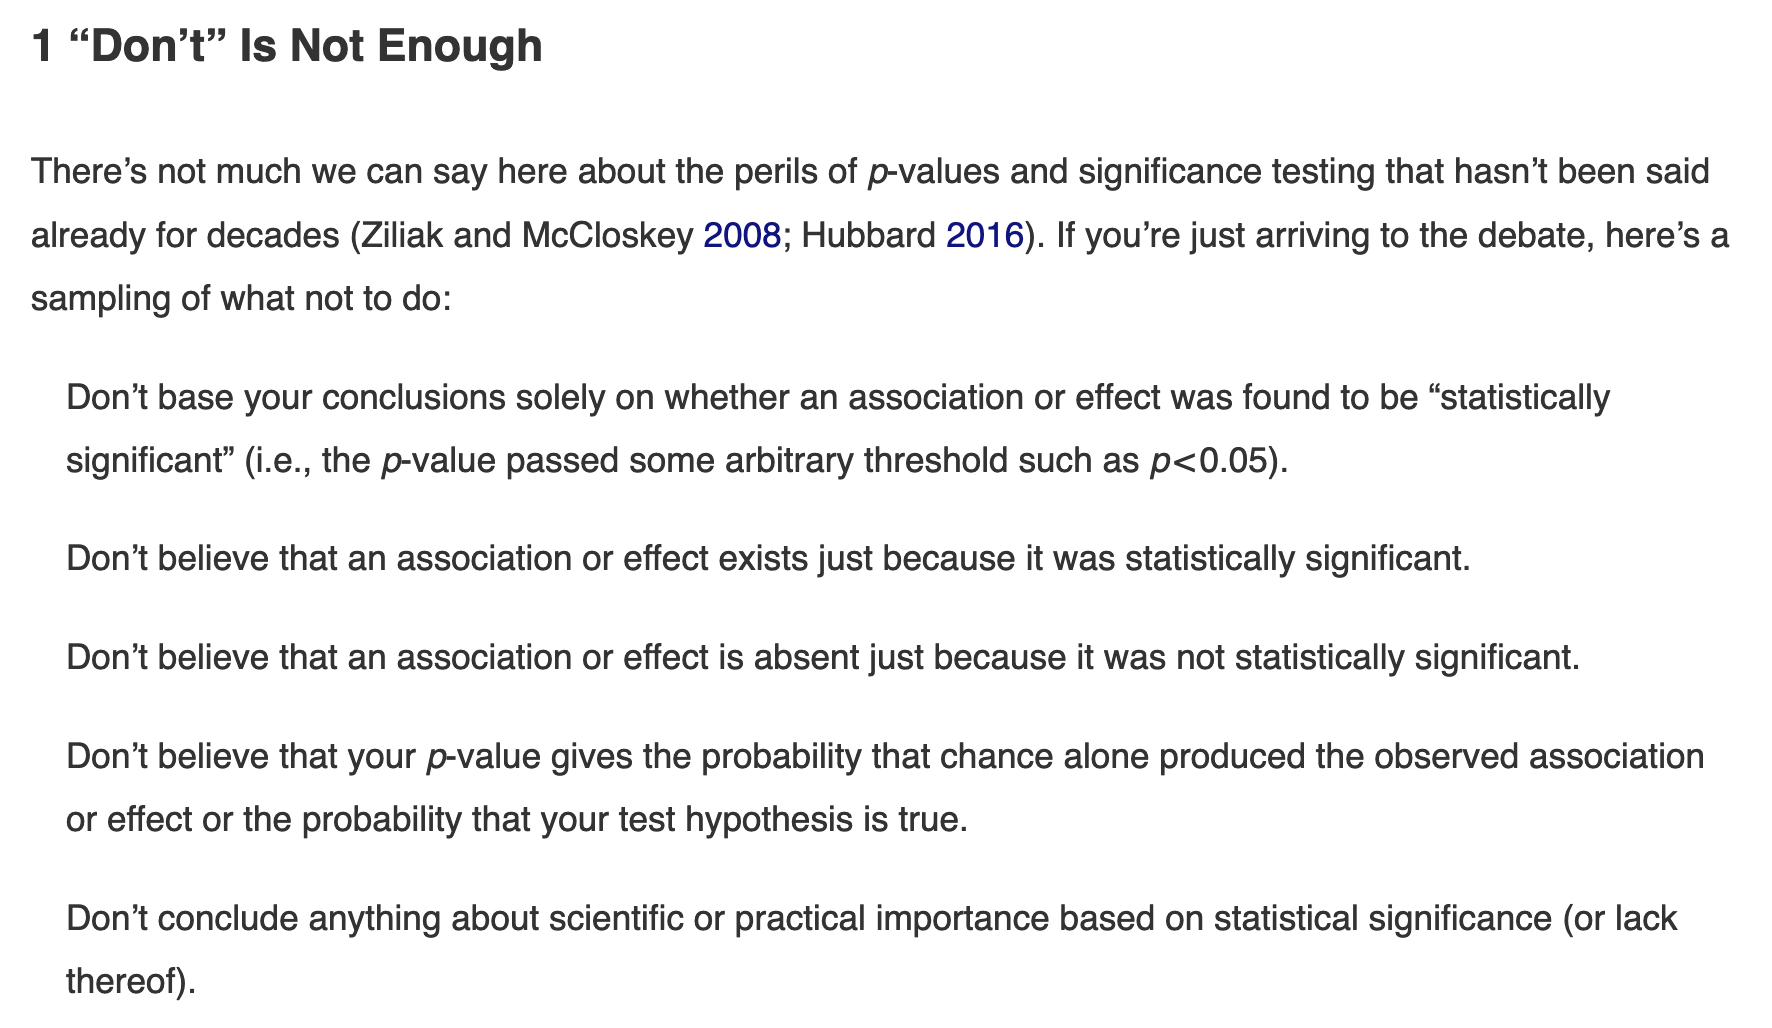 1 “Don’t” Is Not Enough
There’s not much we can say here about the perils of p-values and significance testing that hasn’t been said
already for decades (Ziliak and McCloskey 2008; Hubbard 2016). If you’re just arriving to the debate, here’s a
sampling of what not to do:
Don’t base your conclusions solely on whether an association or effect was found to be “statistically
significant” (i.e., the p-value passed some arbitrary threshold such as p<0.05).
Don’t believe that an association or effect exists just because it was statistically significant.
Don’t believe that an association or effect is absent just because it was not statistically significant.
Don’t believe that your p-value gives the probability that chance alone produced the observed association
or effect or the probability that your test hypothesis is true.
Don’t conclude anything about scientific or practical importance based on statistical significance (or lack
thereof).